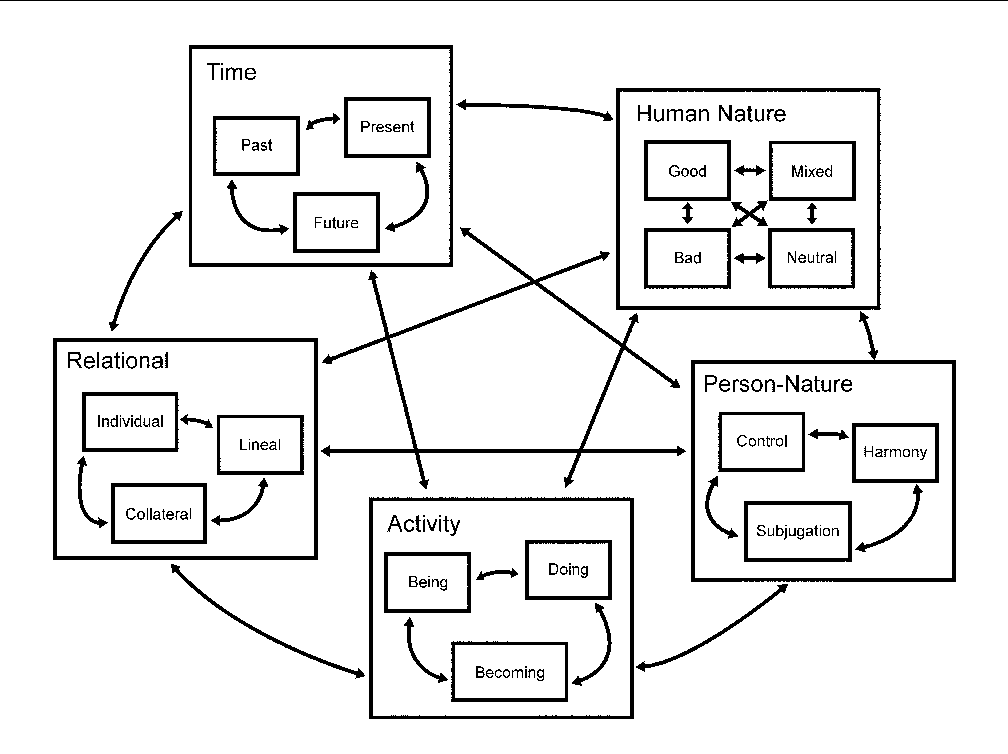 Time
Past
Present
Future
Human Nature
Good
Mixed
Bad
Neutral
Relational
Individual
Lineal
Collateral
Person-Nature
Control
Harmony
Subjugation
Activity
Being
Doing
Becoming